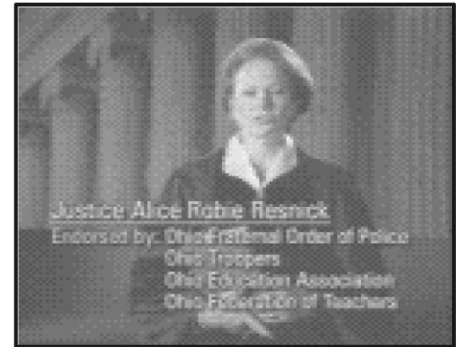 Justice Alice Robie Resnick
Endorsed by: Ohio Fraternal Order of Police
Ohio Troopers
Ohio Education Association
Ohio Federation of Teachers